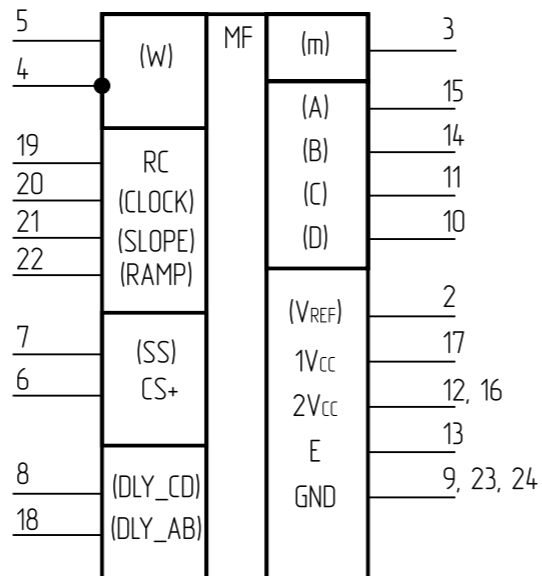 5
(W)
4
19
RC
20
(CLOCK)
21
(SLOPE)
22
(RAMP)
7
(SS)
6
CS+
8
(DLY_CD)
18
(DLY_AB)
MF
(m)
3
(A)
15
(B)
14
(C)
11
(D)
10
(VREF)
2
1VCC
17
2VCC
12, 16
E
13
GND
9, 23, 24